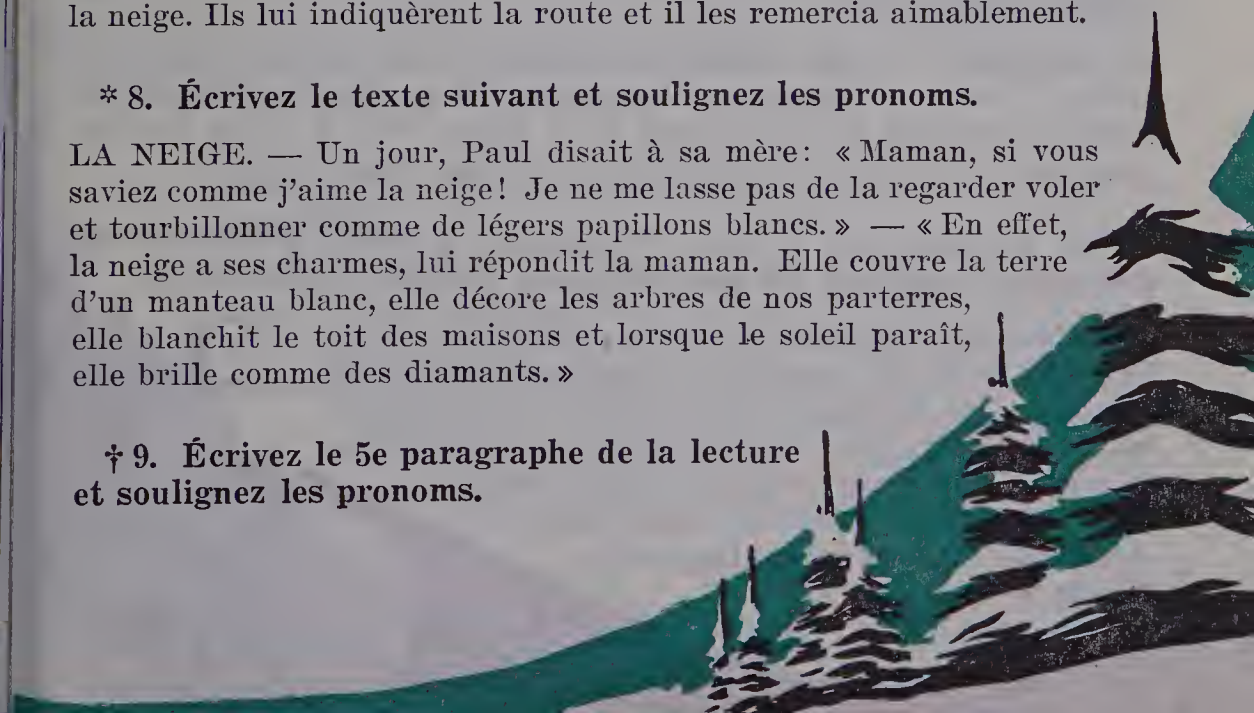 la neige. Ils lui indiquèrent la route et il les remercia aimablement.
* 8. Écrivez le texte suivant et soulignez les pronoms.
LA NEIGE. — Un jour, Paul disait à sa mère: « Maman, si vous
saviez comme j'aime la neige! Je ne me lasse pas de la regarder voler
et tourbillonner comme de légers papillons blancs. » — « En effet,
la neige a ses charmes, lui répondit la maman. Elle couvre la terre
d'un manteau blanc, elle décore les arbres de nos parterres,
elle blanchit le toit des maisons et lorsque le soleil paraît,
elle brille comme des diamants. »
† 9. Écrivez le 5e paragraphe de la lecture
et soulignez les pronoms.